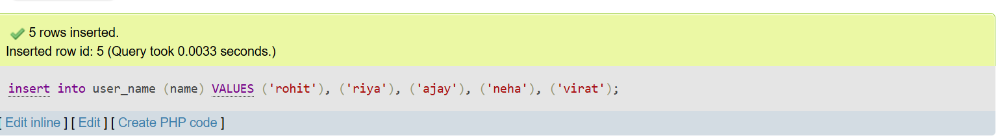 5 rows inserted.
Inserted row id: 5 (Query took 0.0033 seconds.)
insert into user_name (name) VALUES ('rohit'), ('riya'), ('ajay'), ('neha'), ('virat');
[ Edit inline ] [ Edit ] [ Create PHP code ]